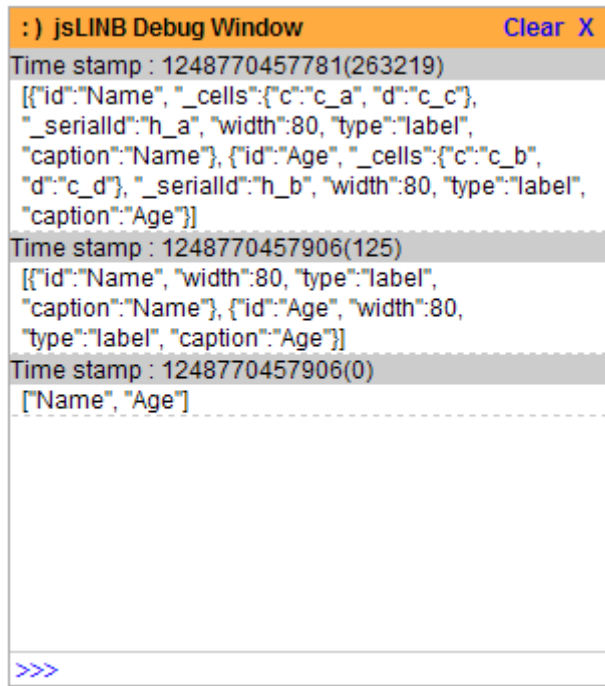 :) jsLINB Debug Window Clear X
Time stamp : 1248770457781(263219)
[{"id":"Name", "_cells":{"c":"c_a", "d":"c_c"},
"_serialId":"h_a", "width":80, "type":"label",
"caption":"Name"}, {"id":"Age", "_cells":{"c":"c_b",
"d":"c_d"}, "_serialId":"h_b", "width":80, "type":"label",
"caption":"Age"}]
Time stamp : 1248770457906(125)
[{"id":"Name", "width":80, "type":"label",
"caption":"Name"}, {"id":"Age", "width":80,
"type":"label", "caption":"Age"}]
Time stamp : 1248770457906(0)
["Name", "Age"]
>>>